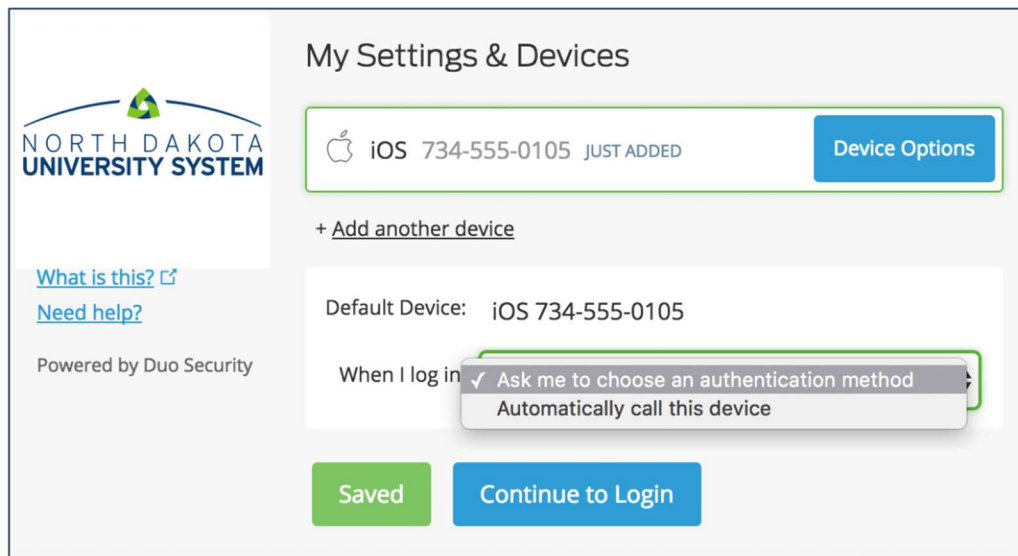 NORTH DAKOTA
UNIVERSITY SYSTEM
What is this?
Need help?
Powered by Duo Security
My Settings & Devices
iOS 734-555-0105 JUST ADDED Device Options
+ Add another device
Default Device: iOS 734-555-0105
When I log in ✓ Ask me to choose an authentication method
Automatically call this device
Saved Continue to Login